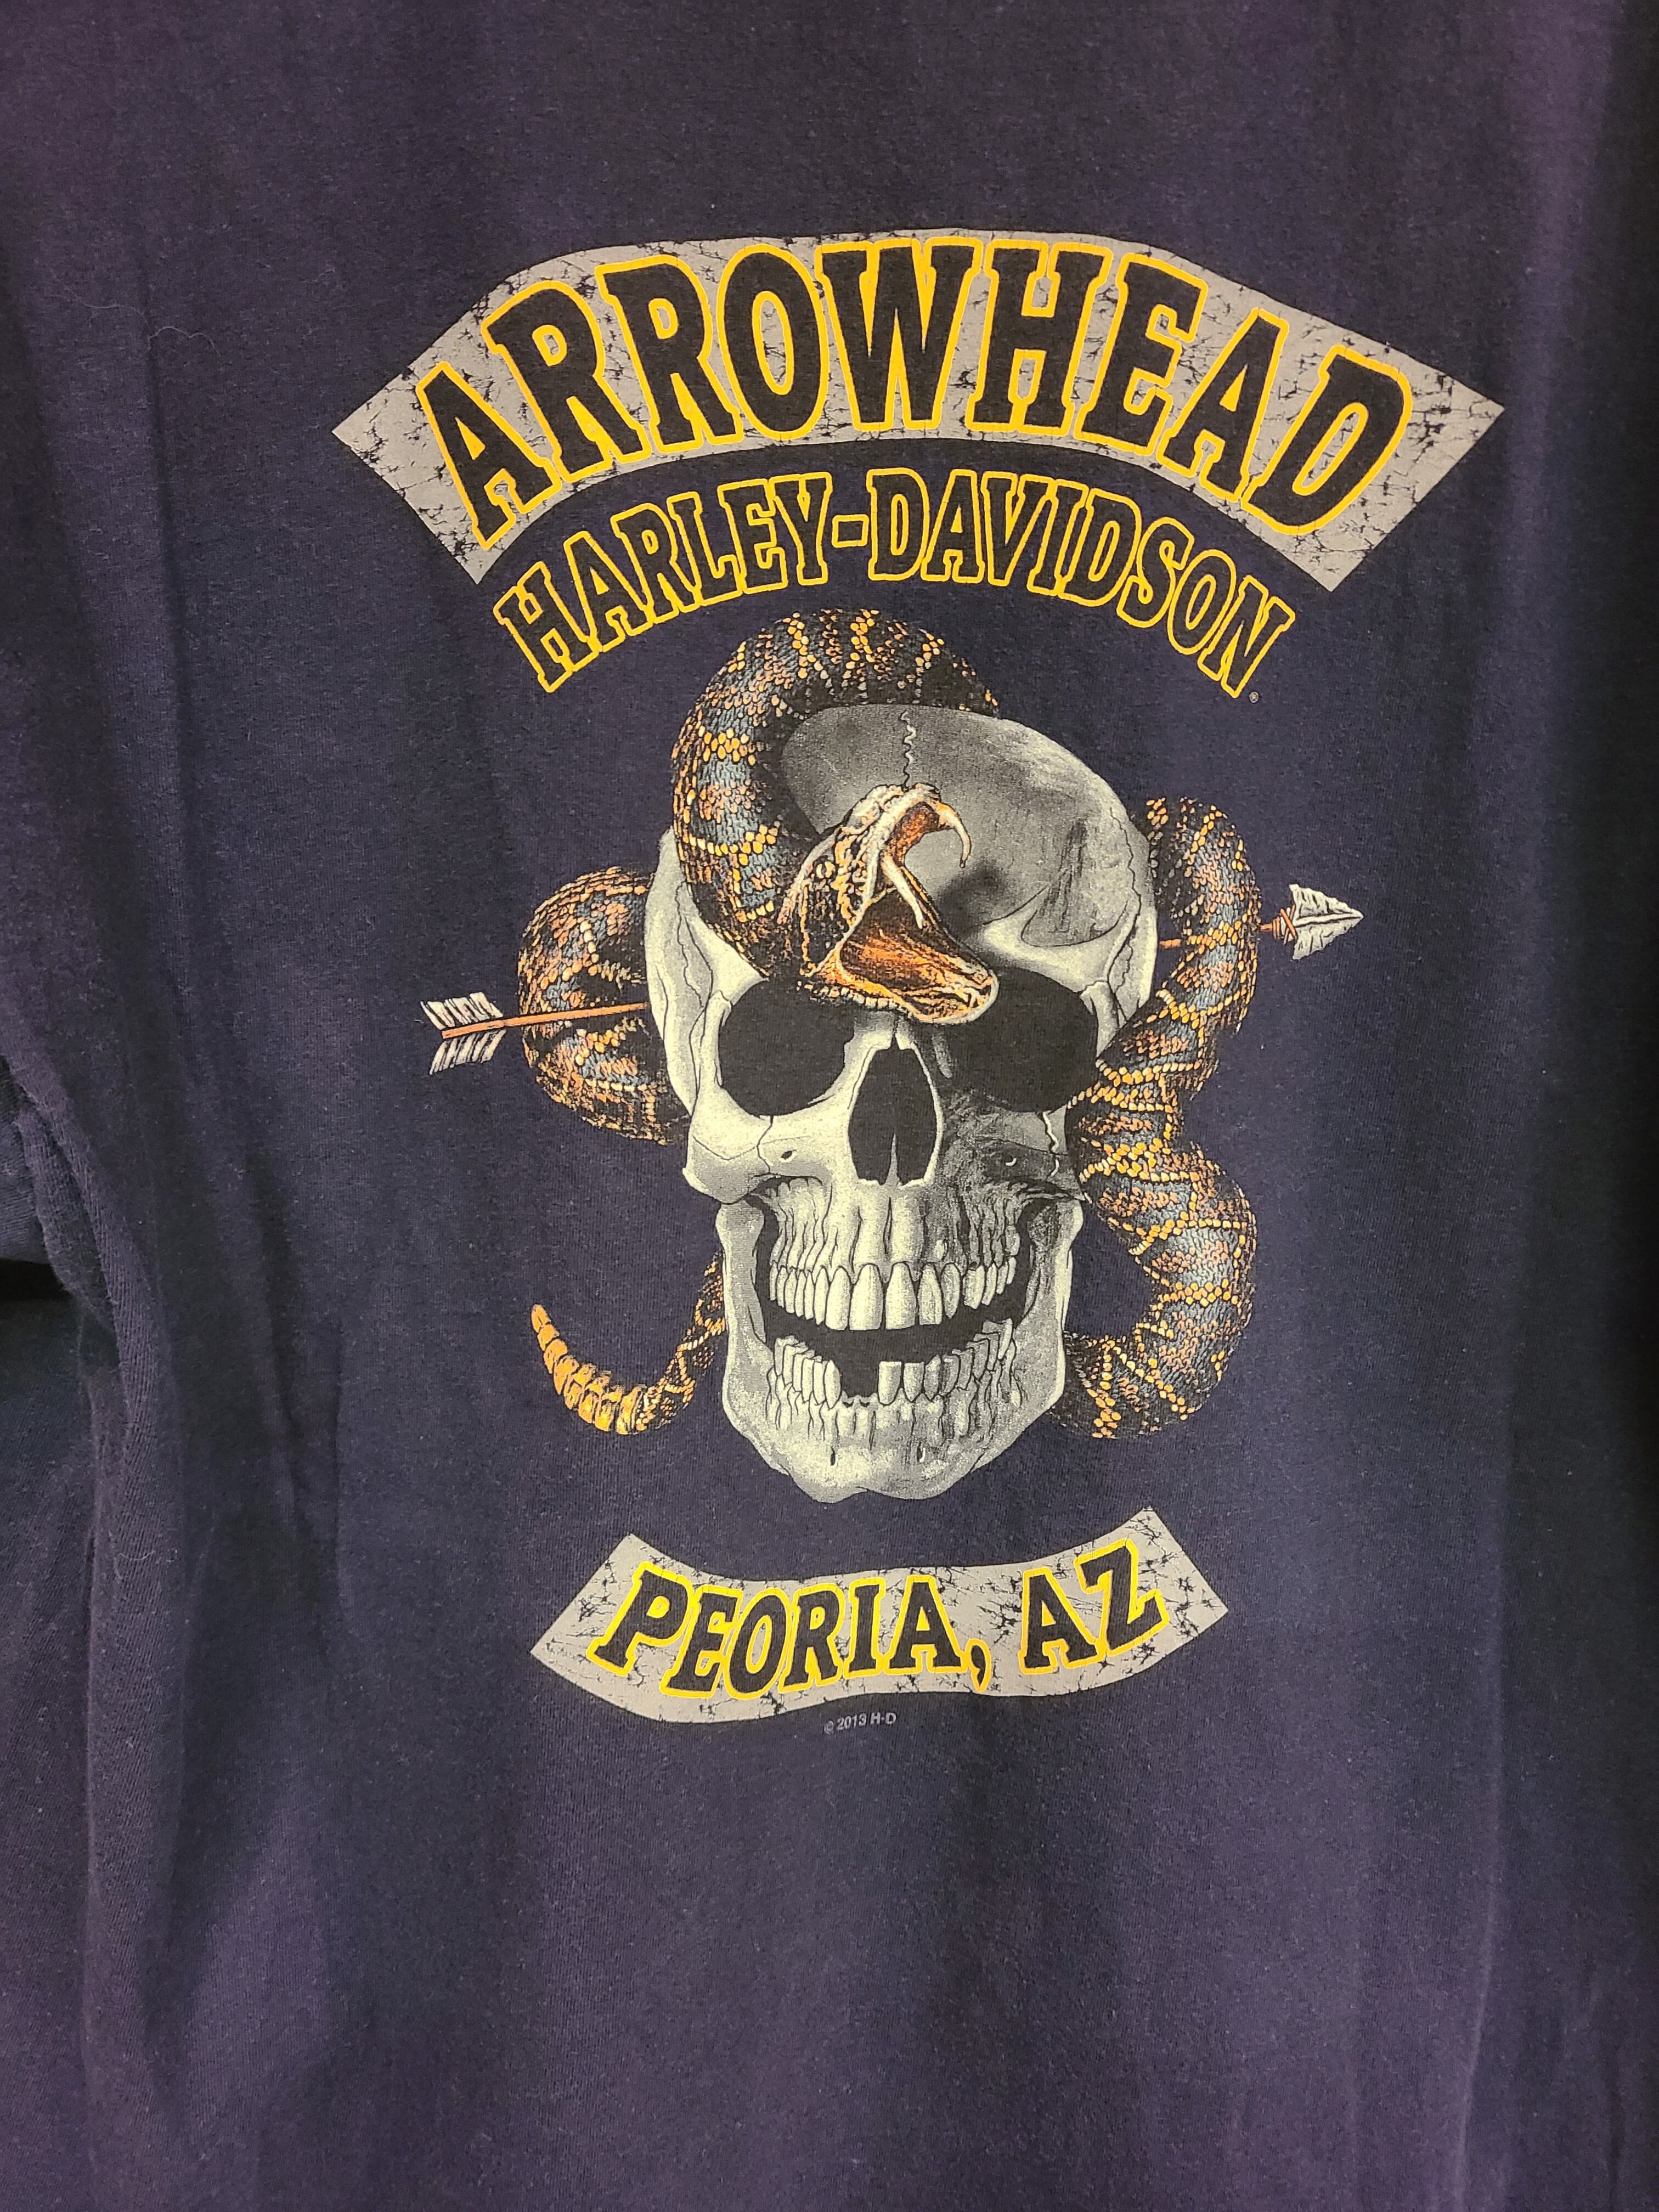 ARROWHEAD
HARLEY-DAVIDSON®
PEORIA, AZ
© 2013 H-D